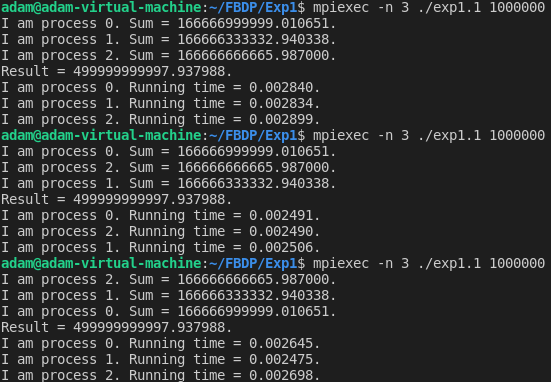 adam@adam-virtual-machine:~/FBDP/Exp1$ mpiexec -n 3 ./exp1.1 1000000
I am process 0. Sum = 166666999999.010651.
I am process 1. Sum = 166666333332.940338.
I am process 2. Sum = 166666666665.987000.
Result = 499999999997.937988.
I am process 0. Running time = 0.002840.
I am process 1. Running time = 0.002834.
I am process 2. Running time = 0.002899.
adam@adam-virtual-machine:~/FBDP/Exp1$ mpiexec -n 3 ./exp1.1 1000000
I am process 0. Sum = 166666999999.010651.
I am process 2. Sum = 166666666665.987000.
I am process 1. Sum = 166666333332.940338.
Result = 499999999997.937988.
I am process 0. Running time = 0.002491.
I am process 2. Running time = 0.002490.
I am process 1. Running time = 0.002506.
adam@adam-virtual-machine:~/FBDP/Exp1$ mpiexec -n 3 ./exp1.1 1000000
I am process 2. Sum = 166666666665.987000.
I am process 1. Sum = 166666333332.940338.
I am process 0. Sum = 166666999999.010651.
Result = 499999999997.937988.
I am process 0. Running time = 0.002645.
I am process 1. Running time = 0.002475.
I am process 2. Running time = 0.002698.